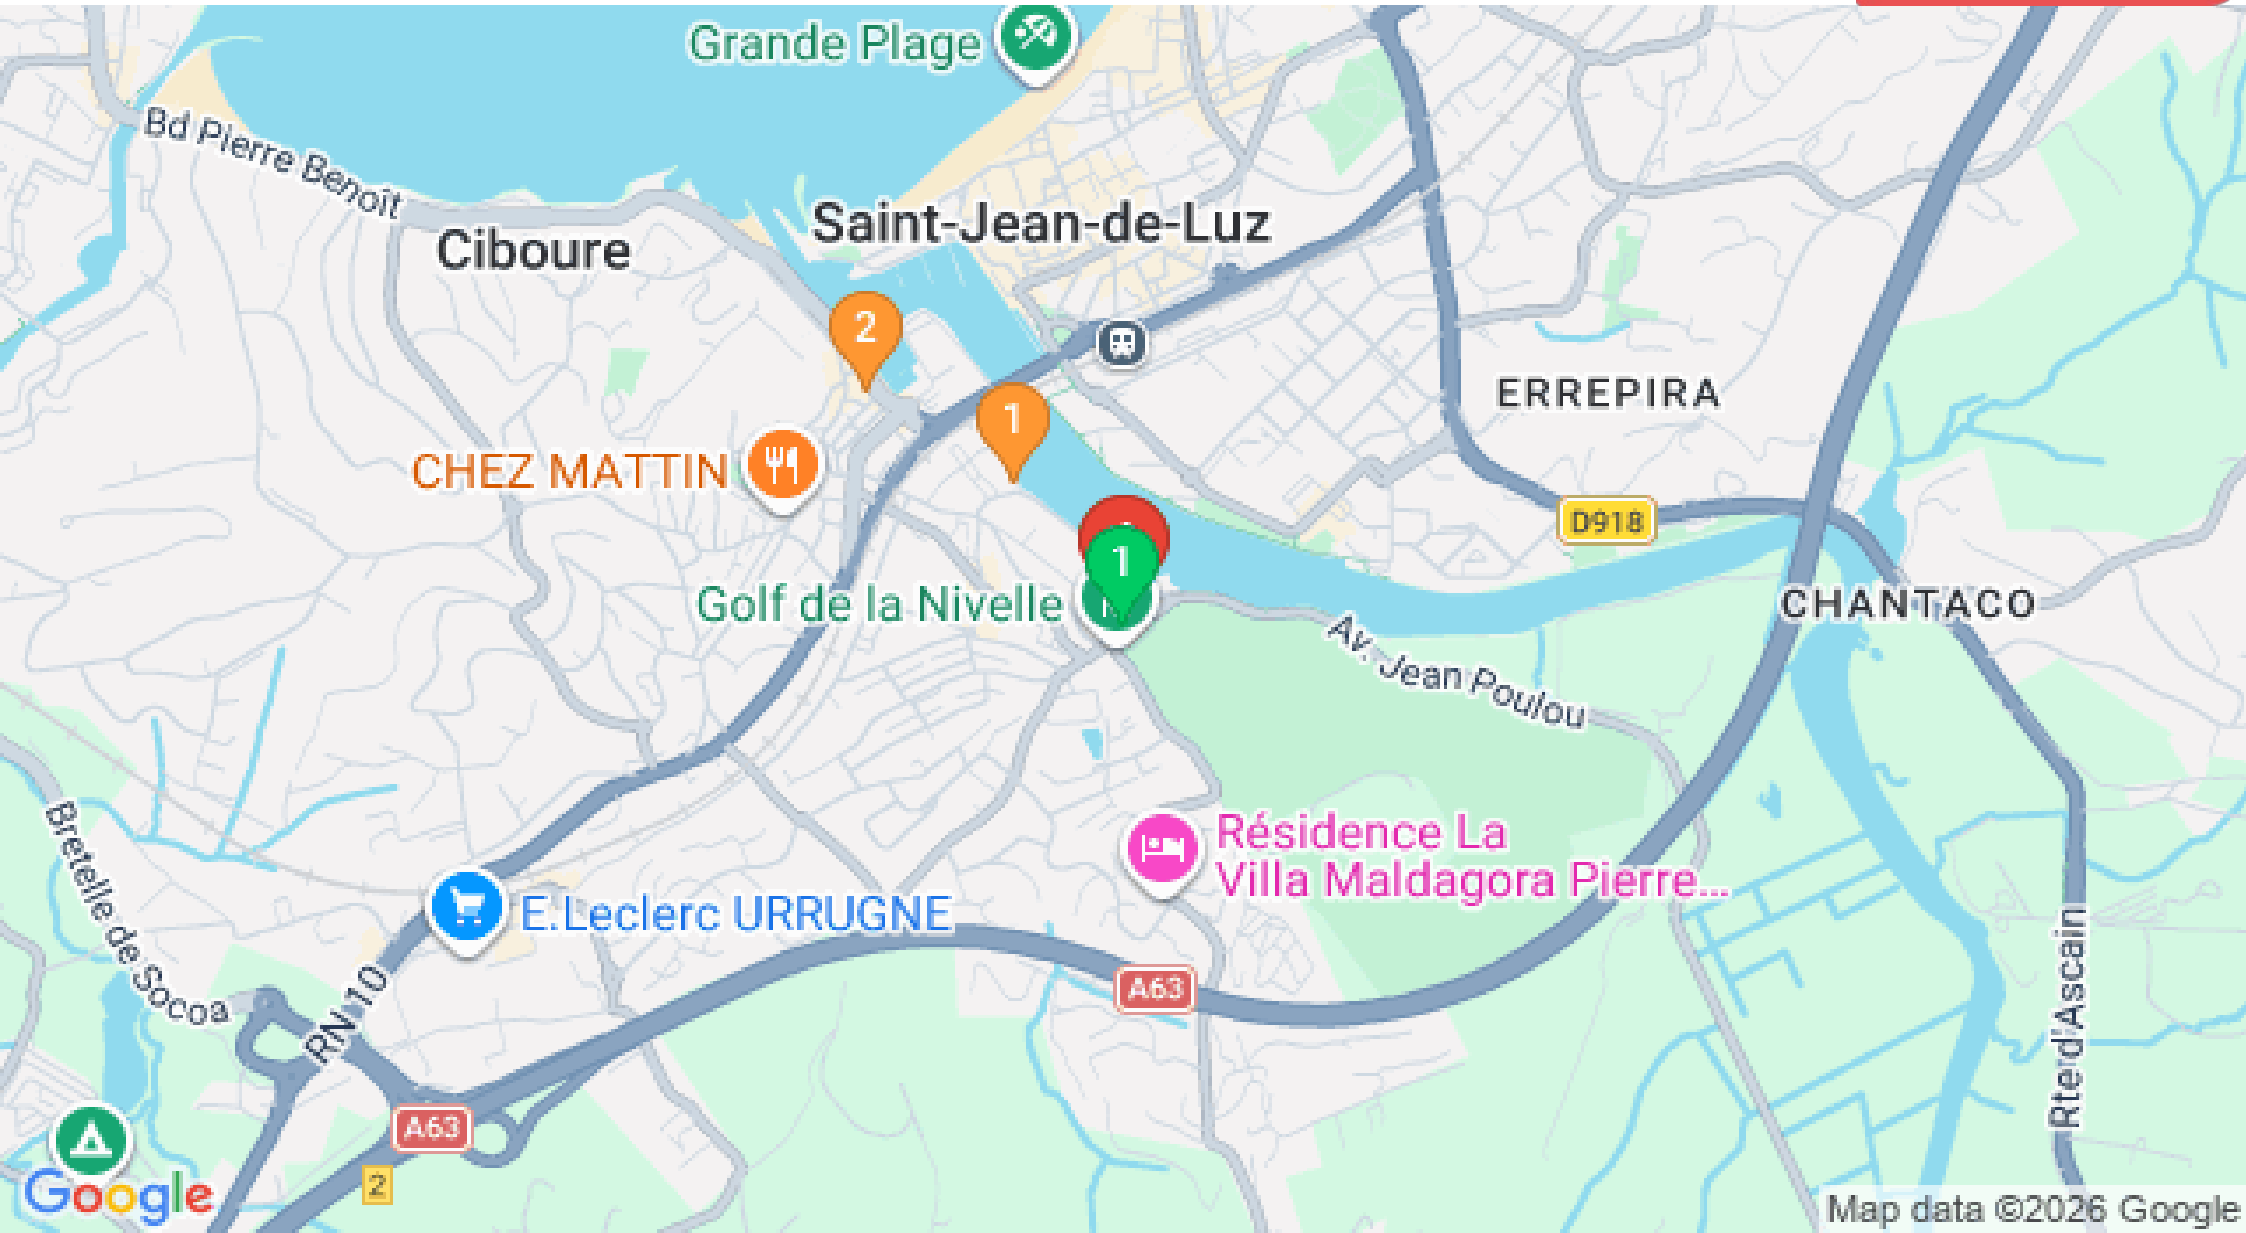 Grande Plage
Bd Pierre Benoît
Saint-Jean-de-Luz
Ciboure
2
1
ERREPIRA
CHEZ MATTIN
D918
1
Golf de la Nivelle
CHANTACO
Av. Jean Poulou
Résidence La
Villa Maldagora Pierre...
E.Leclerc URRUGNE
Bretelle de Socoa
RN 10
A63
Rte d'Ascain
A63
2
Google
Map data ©2026 Google